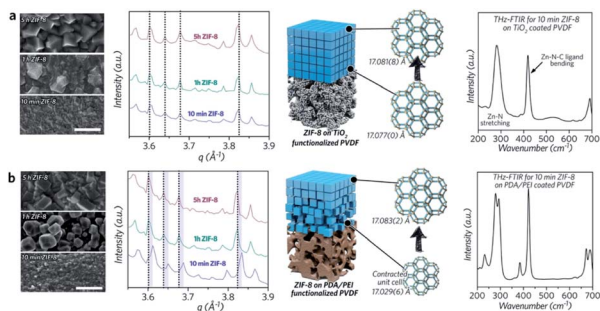 a
5h ZIF-8
1h ZIF-8
10 min ZIF-8
Intensity (a.u.)
5h ZIF-8
1h ZIF-8
10 min ZIF-8
3.6
3.7
3.8
3.9
q (Å⁻¹)
17.081(8) Å
17.077(0) Å
ZIF-8 on TiO₂
functionalized PVDF
THz-FTIR for 10 min ZIF-8
on TiO₂ coated PVDF
Zn-N-C ligand
bending
Zn-N
stretching
Intensity (a.u.)
200 300 400 500 600 700
Wavenumber (cm⁻¹)
b
5h ZIF-8
1h ZIF-8
10 min ZIF-8
Intensity (a.u.)
5h ZIF-8
1h ZIF-8
10 min ZIF-8
3.6
3.7
3.8
3.9
q (Å⁻¹)
17.083(2) Å
Contracted
unit cell
17.029(6) Å
ZIF-8 on PDA/PEI
functionalized PVDF
THz-FTIR for 10 min ZIF-8
on PDA/PEI coated PVDF
Intensity (a.u.)
200 300 400 500 600 700
Wavenumber (cm⁻¹)